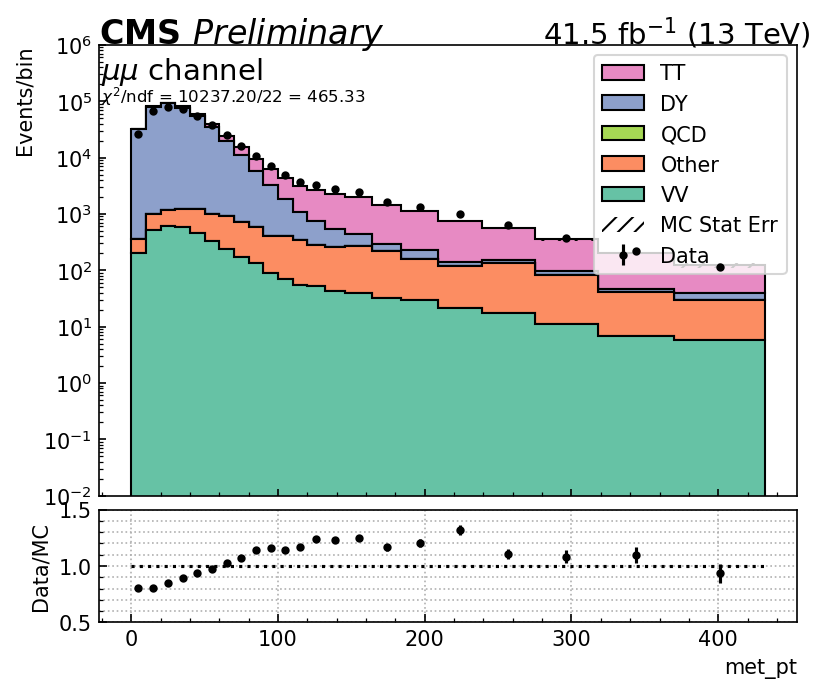 CMS Preliminary 41.5 fb⁻¹ (13 TeV)
μμ channel
χ²/ndf = 10237.20/22 = 465.33
Events/bin
10⁶
10⁵
10⁴
10³
10²
10¹
10⁰
10⁻¹
10⁻²
TT
DY
QCD
Other
VV
MC Stat Err
Data
Data/MC
1.5
1.0
0.5
0 100 200 300 400
met_pt